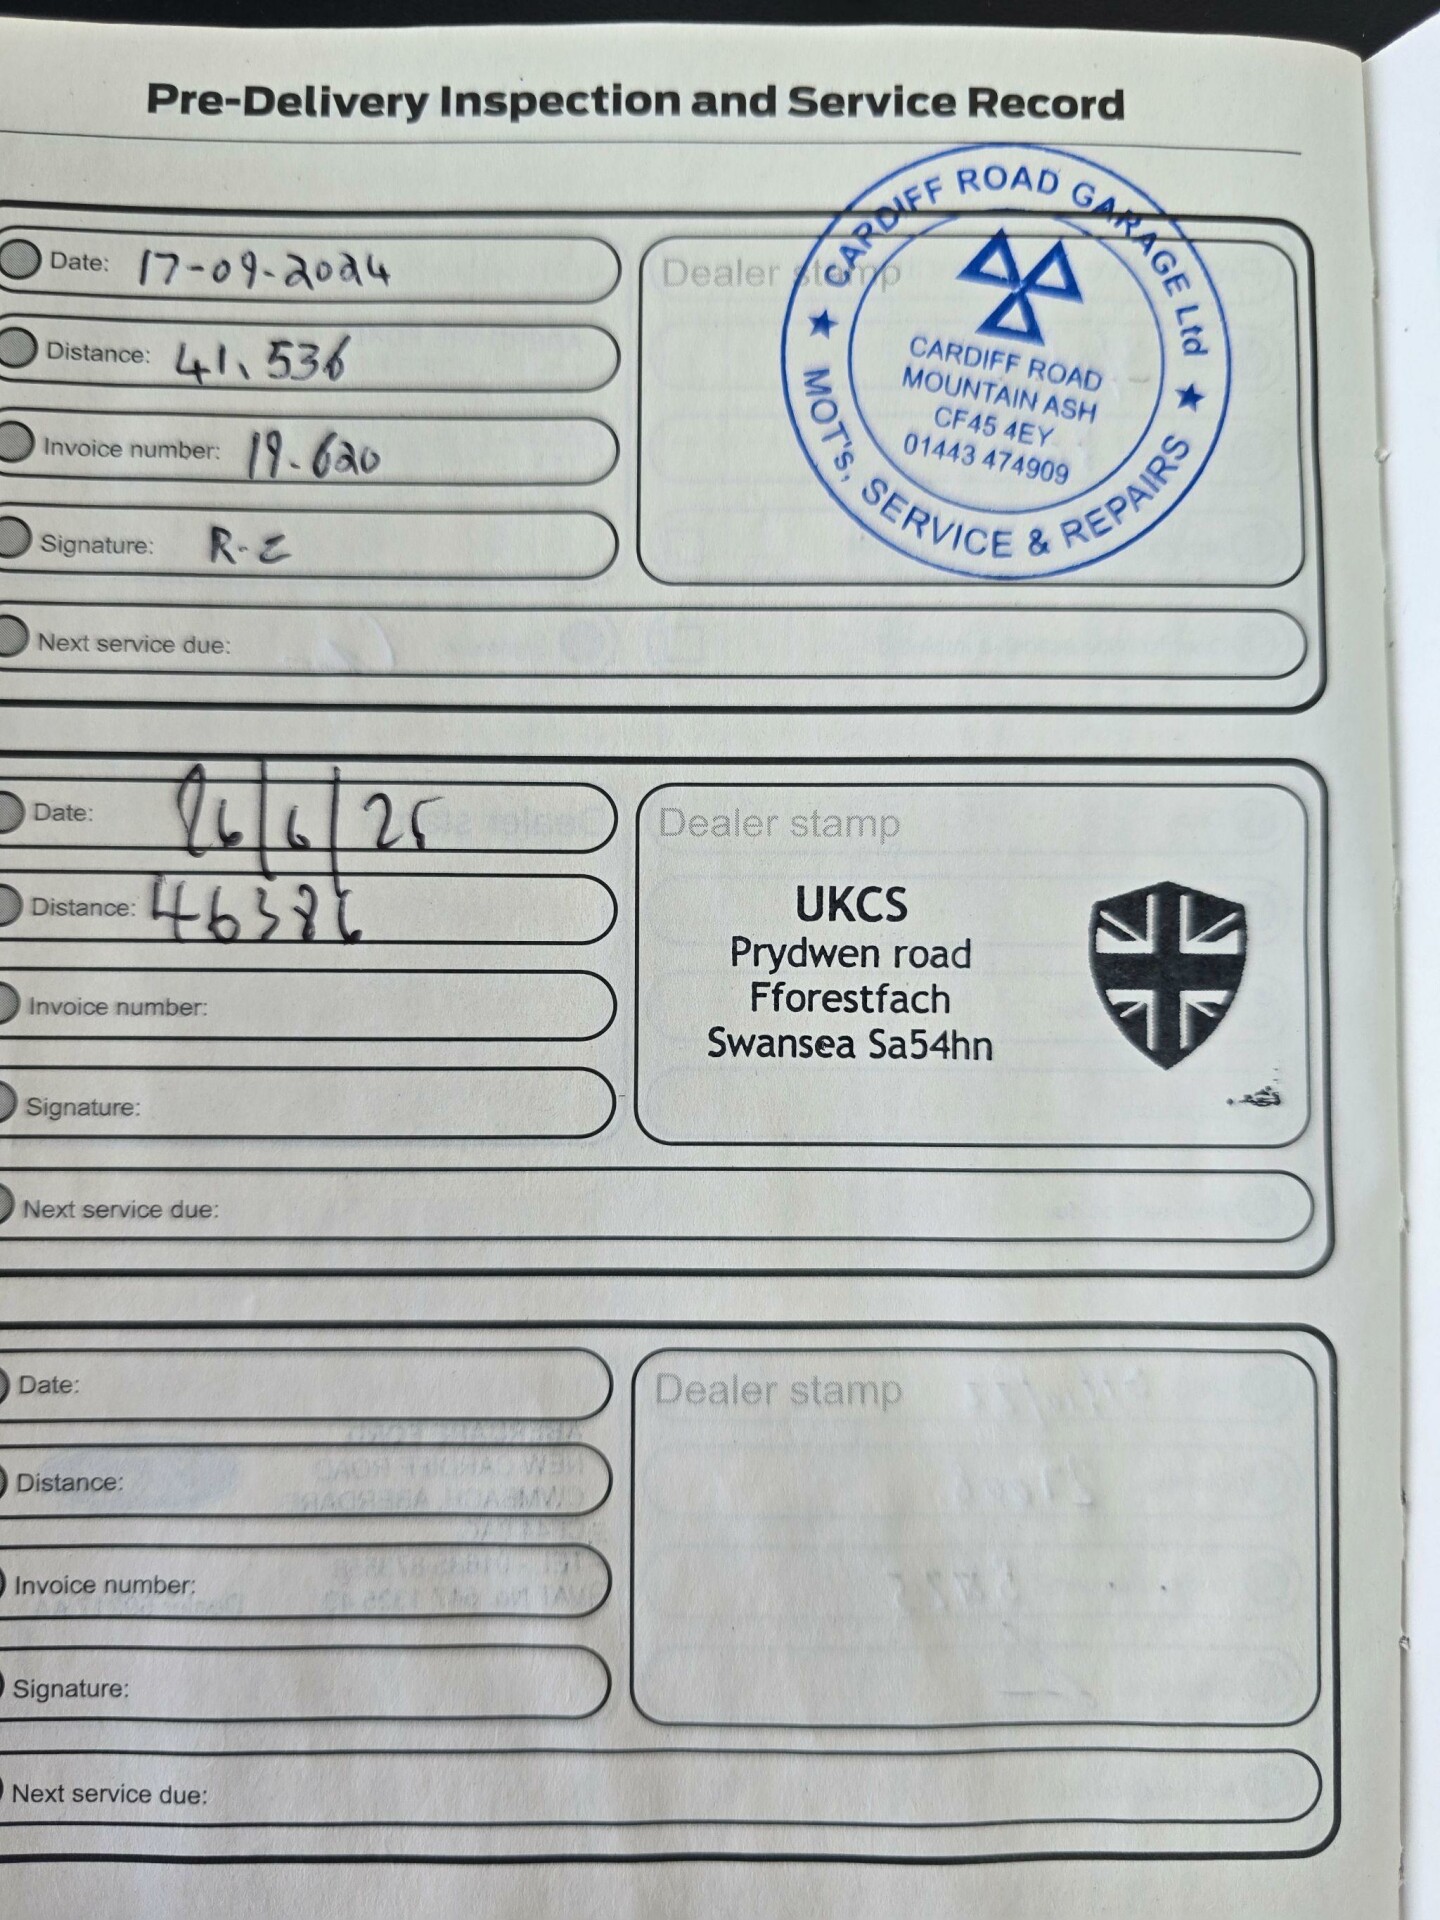 Pre-Delivery Inspection and Service Record
Date: 17-09-2024
Distance: 41,536
Invoice number: 19-620
Signature: R-Z
Next service due:
Dealer stamp
CARDIFF ROAD GARAGE Ltd
CARDIFF ROAD
MOUNTAIN ASH
CF45 4EY
01443 474909
MOT's, SERVICE & REPAIRS
Date: 26/6/25
Distance: 46386
Invoice number:
Signature:
Next service due:
Dealer stamp
UKCS
Prydwen road
Fforestfach
Swansea Sa54hn
Date:
Distance:
Invoice number:
Signature:
Next service due:
Dealer stamp